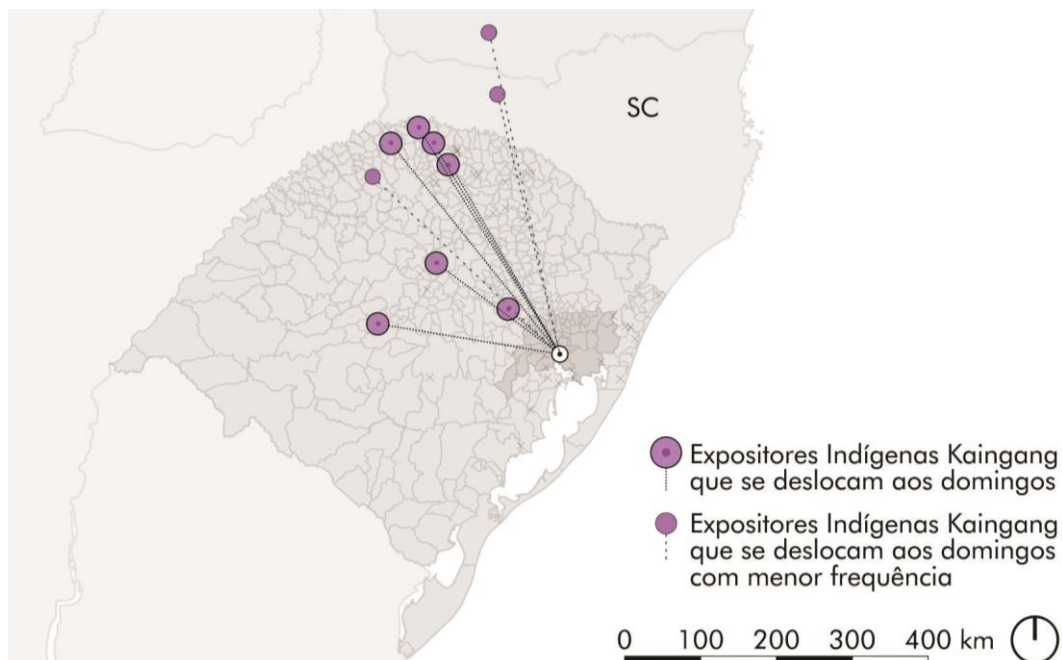 SC
Expositores Indígenas Kaingang
que se deslocam aos domingos
Expositores Indígenas Kaingang
que se deslocam aos domingos
com menor frequência
0 100 200 300 400 km